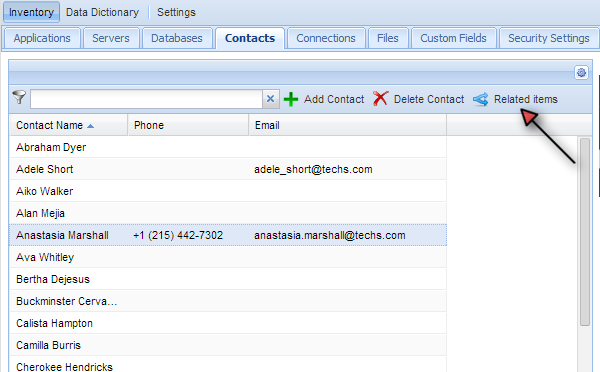 Inventory Data Dictionary Settings
Applications Servers Databases Contacts Connections Files Custom Fields Security Settings
Add Contact Delete Contact Related items
Contact Name Phone Email
Abraham Dyer
Adele Short adele_short@techs.com
Aiko Walker
Alan Mejia
Anastasia Marshall +1 (215) 442-7302 anastasia.marshall@techs.com
Ava Whitley
Bertha Dejesus
Buckminster Cerva...
Calista Hampton
Camilla Burris
Cherokee Hendricks